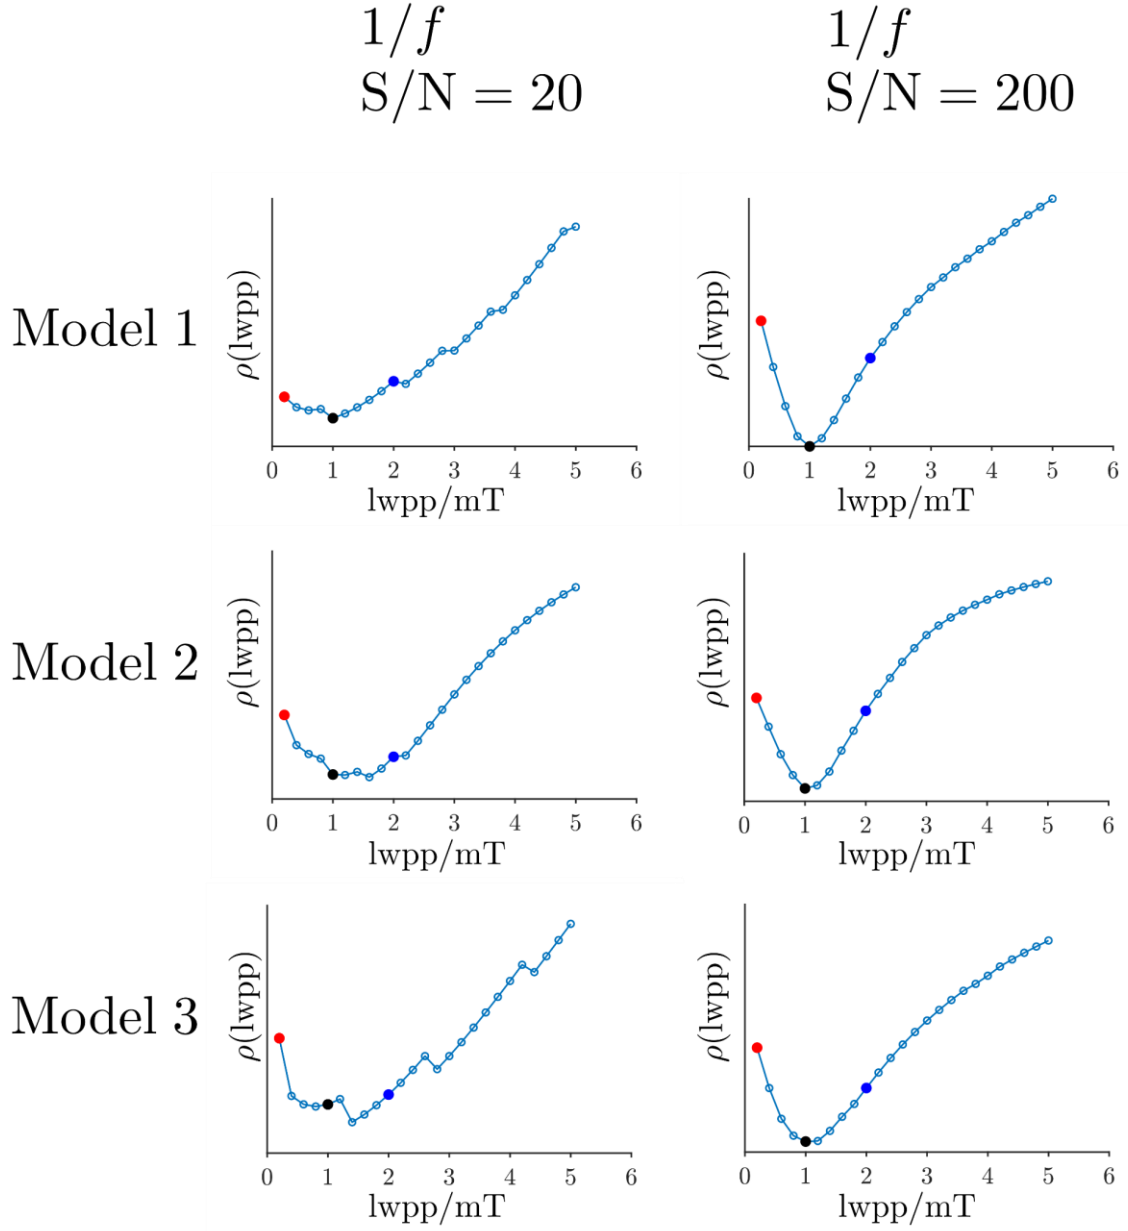 1/f
S/N = 20
1/f
S/N = 200
Model 1
ρ(lwpp)
0 1 2 3 4 5 6
lwpp/mT
ρ(lwpp)
0 1 2 3 4 5 6
lwpp/mT
Model 2
ρ(lwpp)
0 1 2 3 4 5 6
lwpp/mT
ρ(lwpp)
0 1 2 3 4 5 6
lwpp/mT
Model 3
ρ(lwpp)
0 1 2 3 4 5 6
lwpp/mT
ρ(lwpp)
0 1 2 3 4 5 6
lwpp/mT